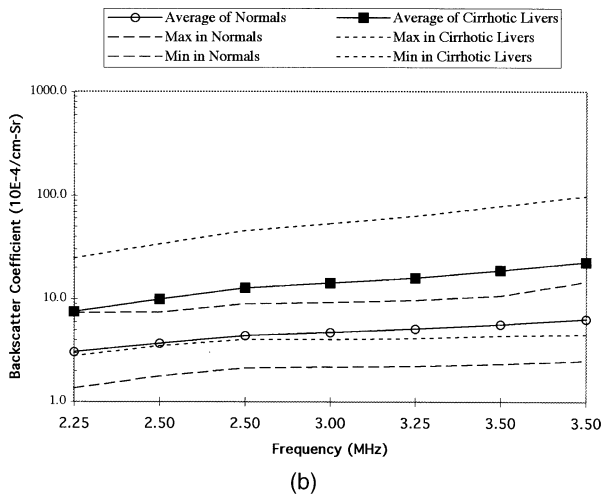 Average of Normals
Average of Cirrhotic Livers
Max in Normals
Max in Cirrhotic Livers
Min in Normals
Min in Cirrhotic Livers
1000.0
100.0
10.0
1.0
Backscatter Coefficient (10E-4/cm-Sr)
2.25 2.50 2.50 3.00 3.25 3.50 3.50
Frequency (MHz)
(b)